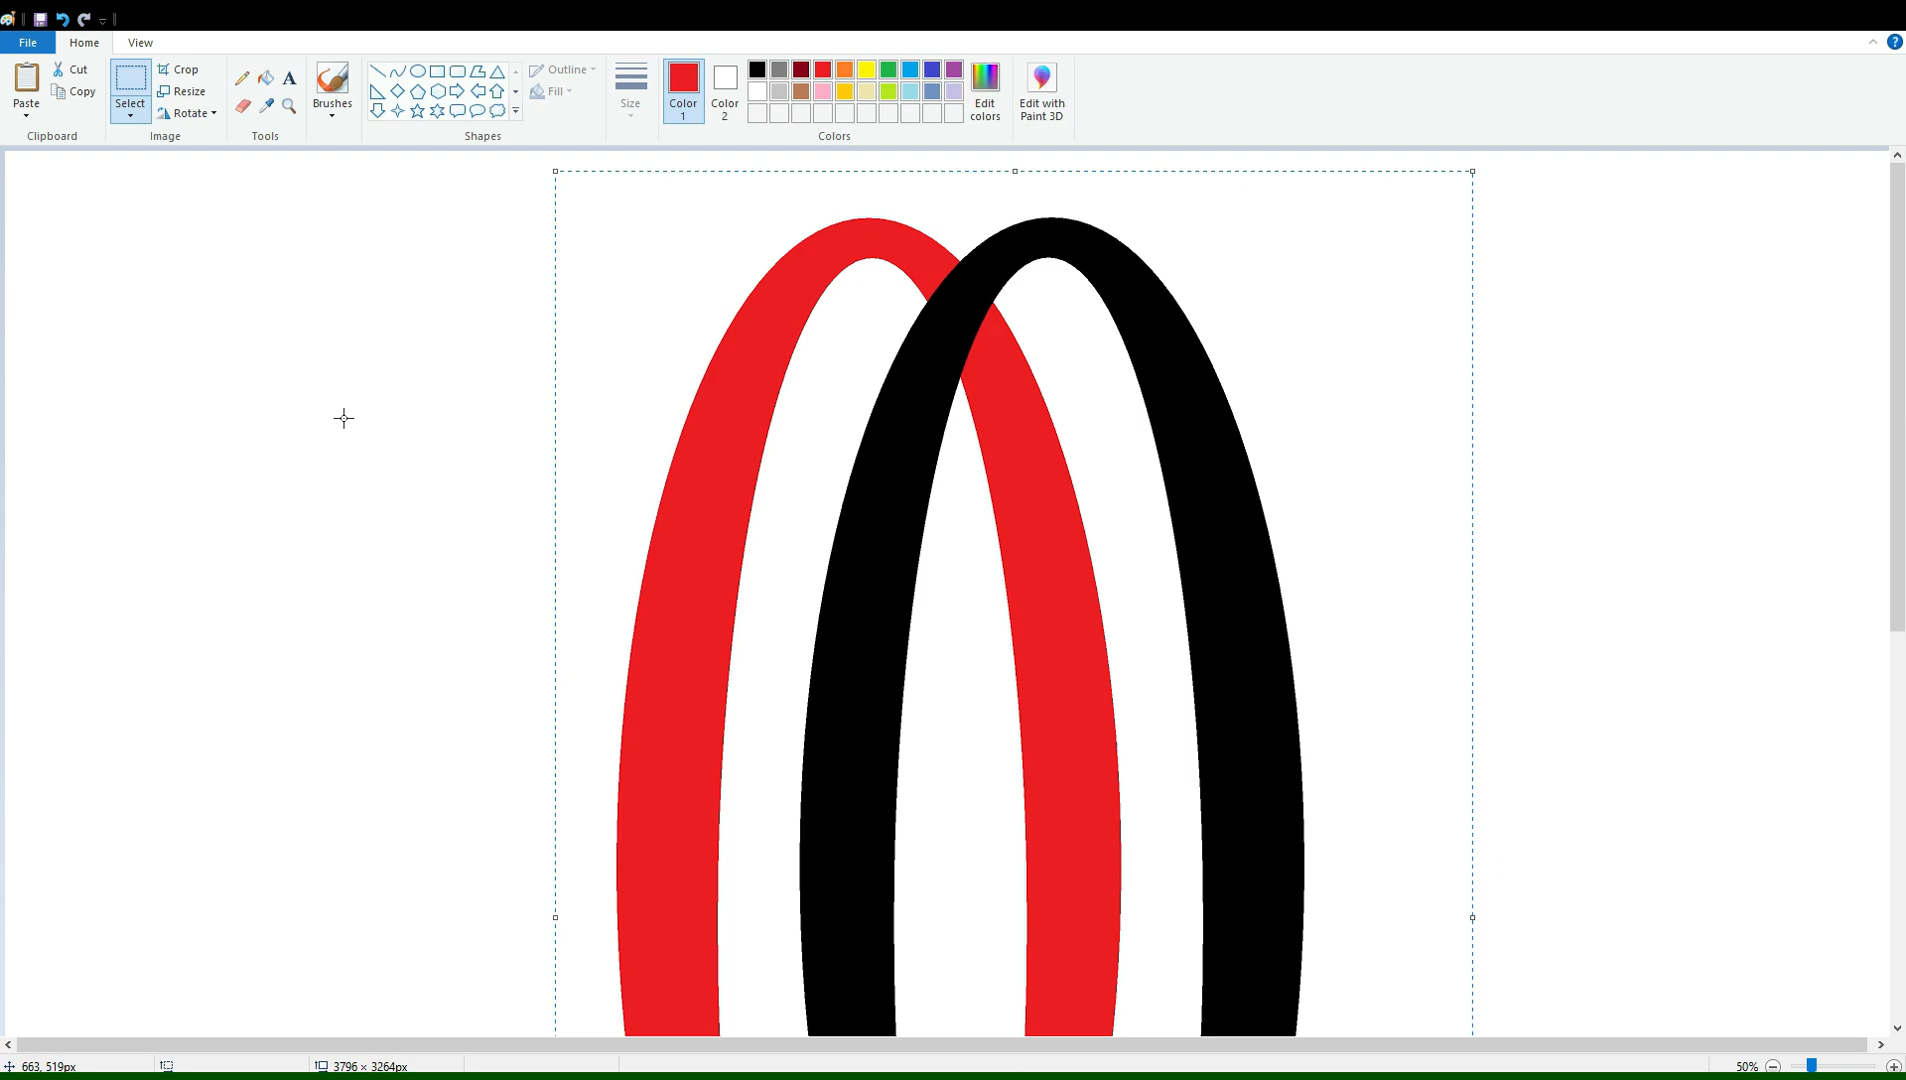 File Home View
Paste
Cut
Copy
Clipboard
Select
Crop
Resize
Rotate
Image
A
Tools
Brushes
Shapes
Outline
Fill
Size
Color
1
Color
2
Edit
colors
Colors
Edit with
Paint 3D
?
663, 519px
3796 × 3264px
50%